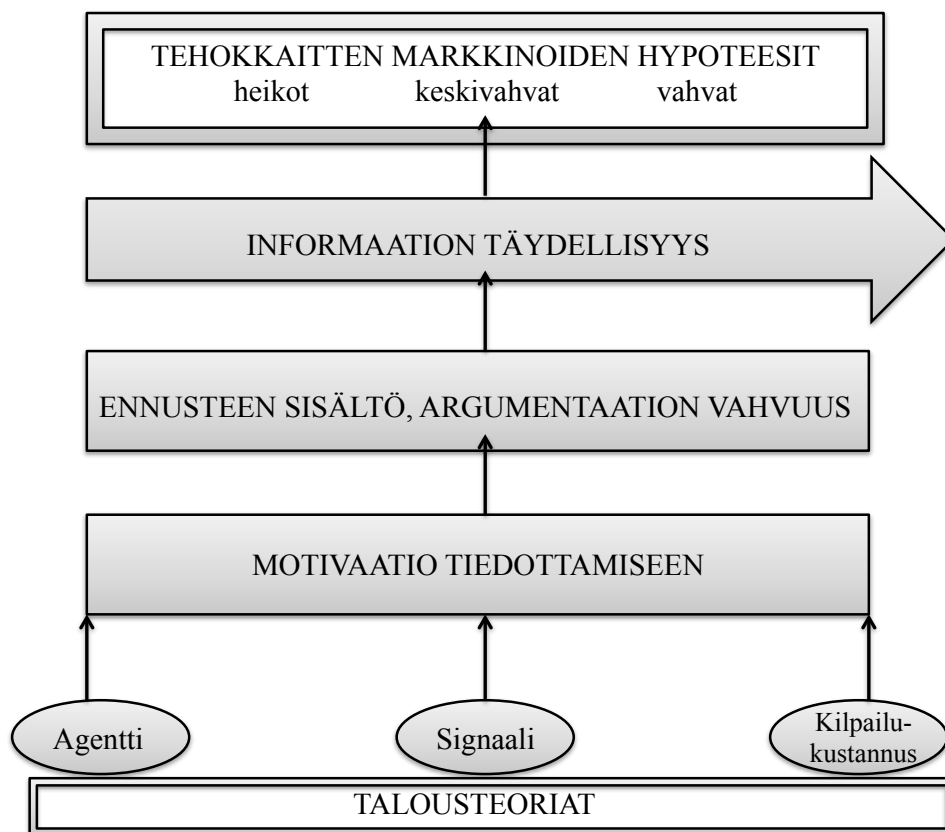 TEHOKKAITTEN MARKKINOIDEN HYPOTEESIT
heikot keskivahvat vahvat
INFORMAATION TÄYDELLISYYS
ENNUSTEEN SISÄLTÖ, ARGUMENTAATION VAHVUUS
MOTIVAATIO TIEDOTTAMISEEN
Agentti
Signaali
Kilpailu-
kustannus
TALOUSTEORIAT